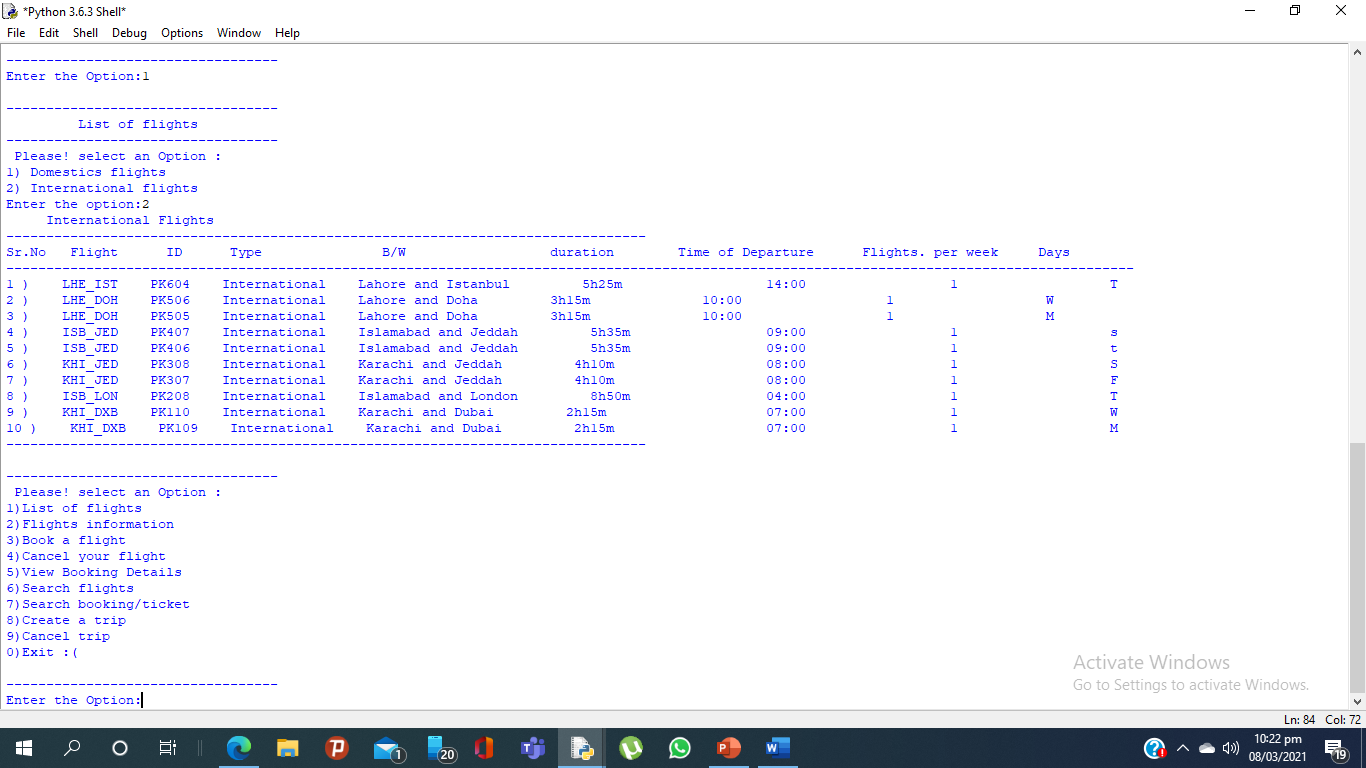 *Python 3.6.3 Shell*
File Edit Shell Debug Options Window Help
----------------------------------
Enter the Option:1
----------------------------------
List of flights
----------------------------------
Please! select an Option :
1) Domestics flights
2) International flights
Enter the option:2
International Flights
--------------------------------------------------------------------------------
Sr.No Flight ID Type B/W duration Time of Departure Flights. per week Days
---------------------------------------------------------------------------------------------------------------------------------------------
1 ) LHE_IST PK604 International Lahore and Istanbul 5h25m 14:00 1 T
2 ) LHE_DOH PK506 International Lahore and Doha 3h15m 10:00 1 W
3 ) LHE_DOH PK505 International Lahore and Doha 3h15m 10:00 1 M
4 ) ISB_JED PK407 International Islamabad and Jeddah 5h35m 09:00 1 s
5 ) ISB_JED PK406 International Islamabad and Jeddah 5h35m 09:00 1 t
6 ) KHI_JED PK308 International Karachi and Jeddah 4h10m 08:00 1 S
7 ) KHI_JED PK307 International Karachi and Jeddah 4h10m 08:00 1 F
8 ) ISB_LON PK208 International Islamabad and London 8h50m 04:00 1 T
9 ) KHI_DXB PK110 International Karachi and Dubai 2h15m 07:00 1 W
10 ) KHI_DXB PK109 International Karachi and Dubai 2h15m 07:00 1 M
--------------------------------------------------------------------------------
----------------------------------
Please! select an Option :
1)List of flights
2)Flights information
3)Book a flight
4)Cancel your flight
5)View Booking Details
6)Search flights
7)Search booking/ticket
8)Create a trip
9)Cancel trip
0)Exit :(
----------------------------------
Enter the Option:
Activate Windows
Go to Settings to activate Windows.
Ln: 84 Col: 72
1 20 10:22 pm
08/03/2021 19